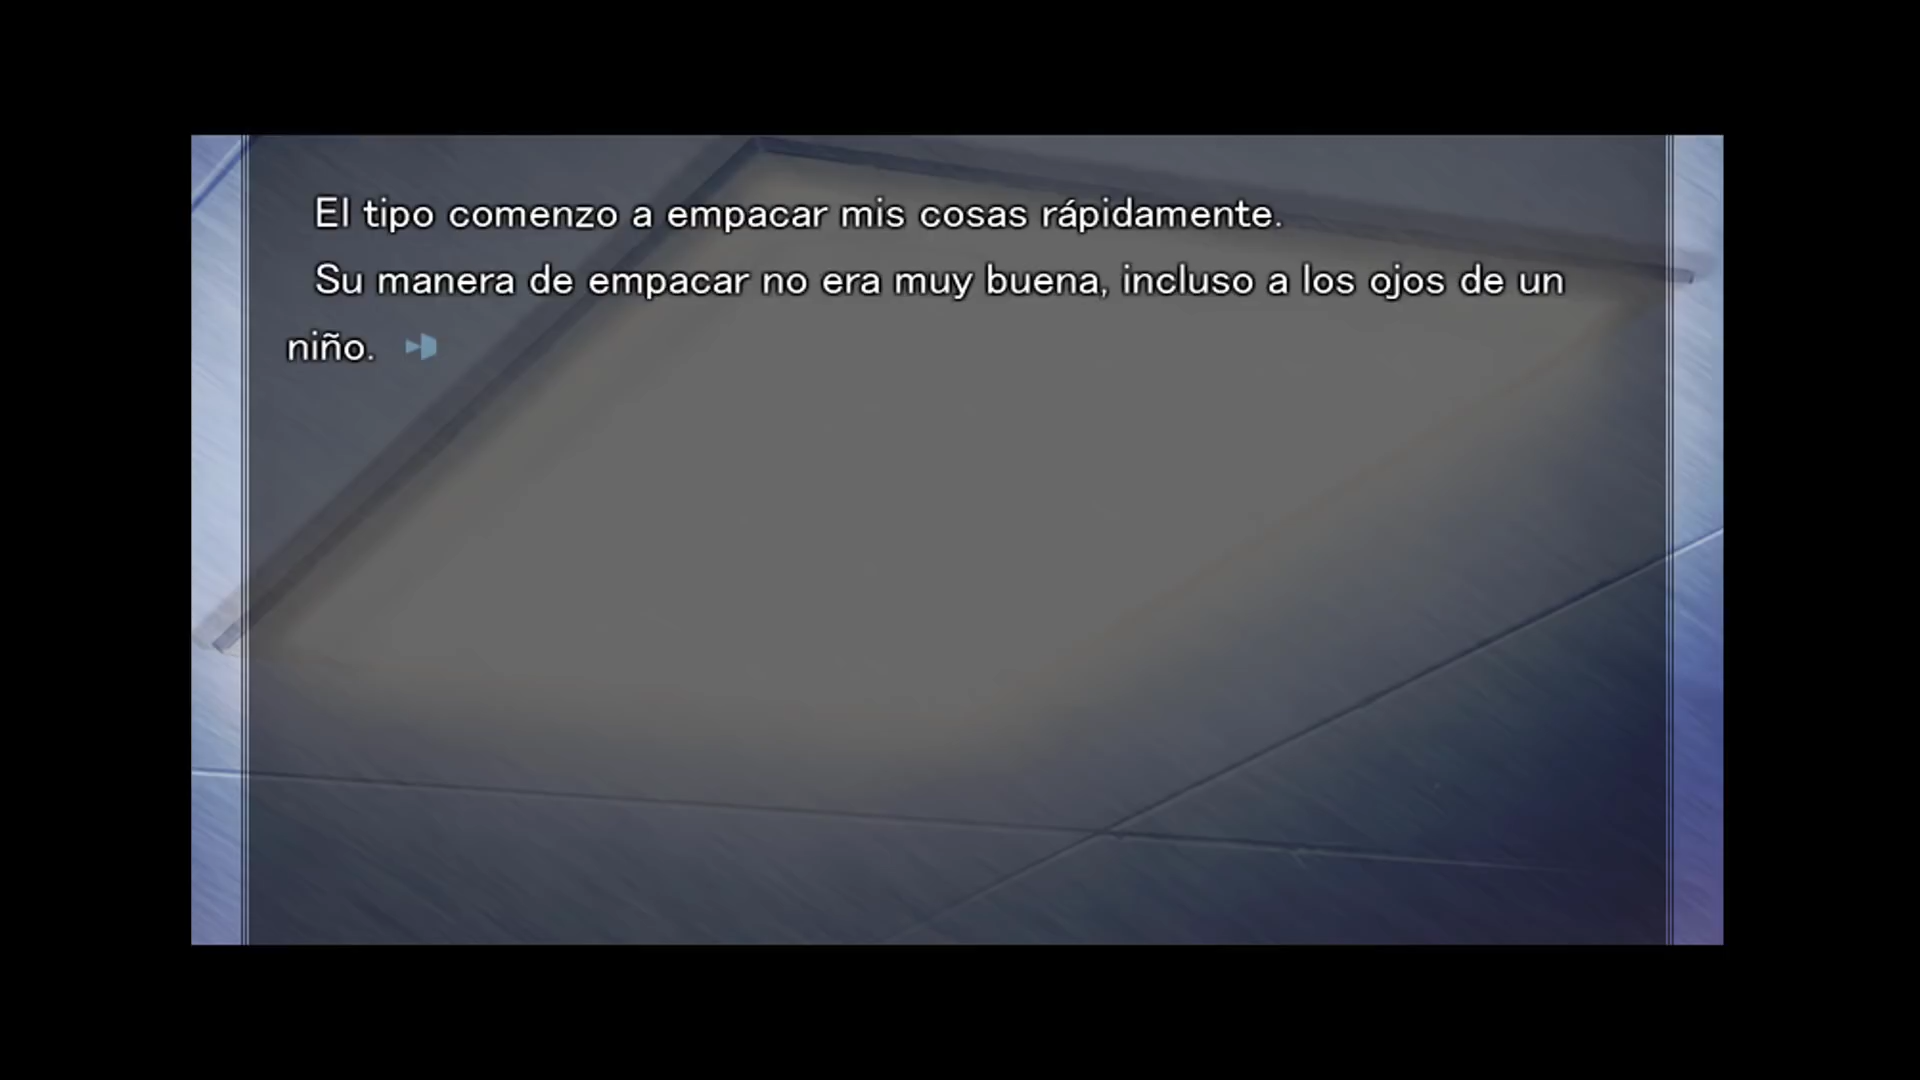 El tipo comenzo a empacar mis cosas rápidamente.
Su manera de empacar no era muy buena, incluso a los ojos de un
niño.